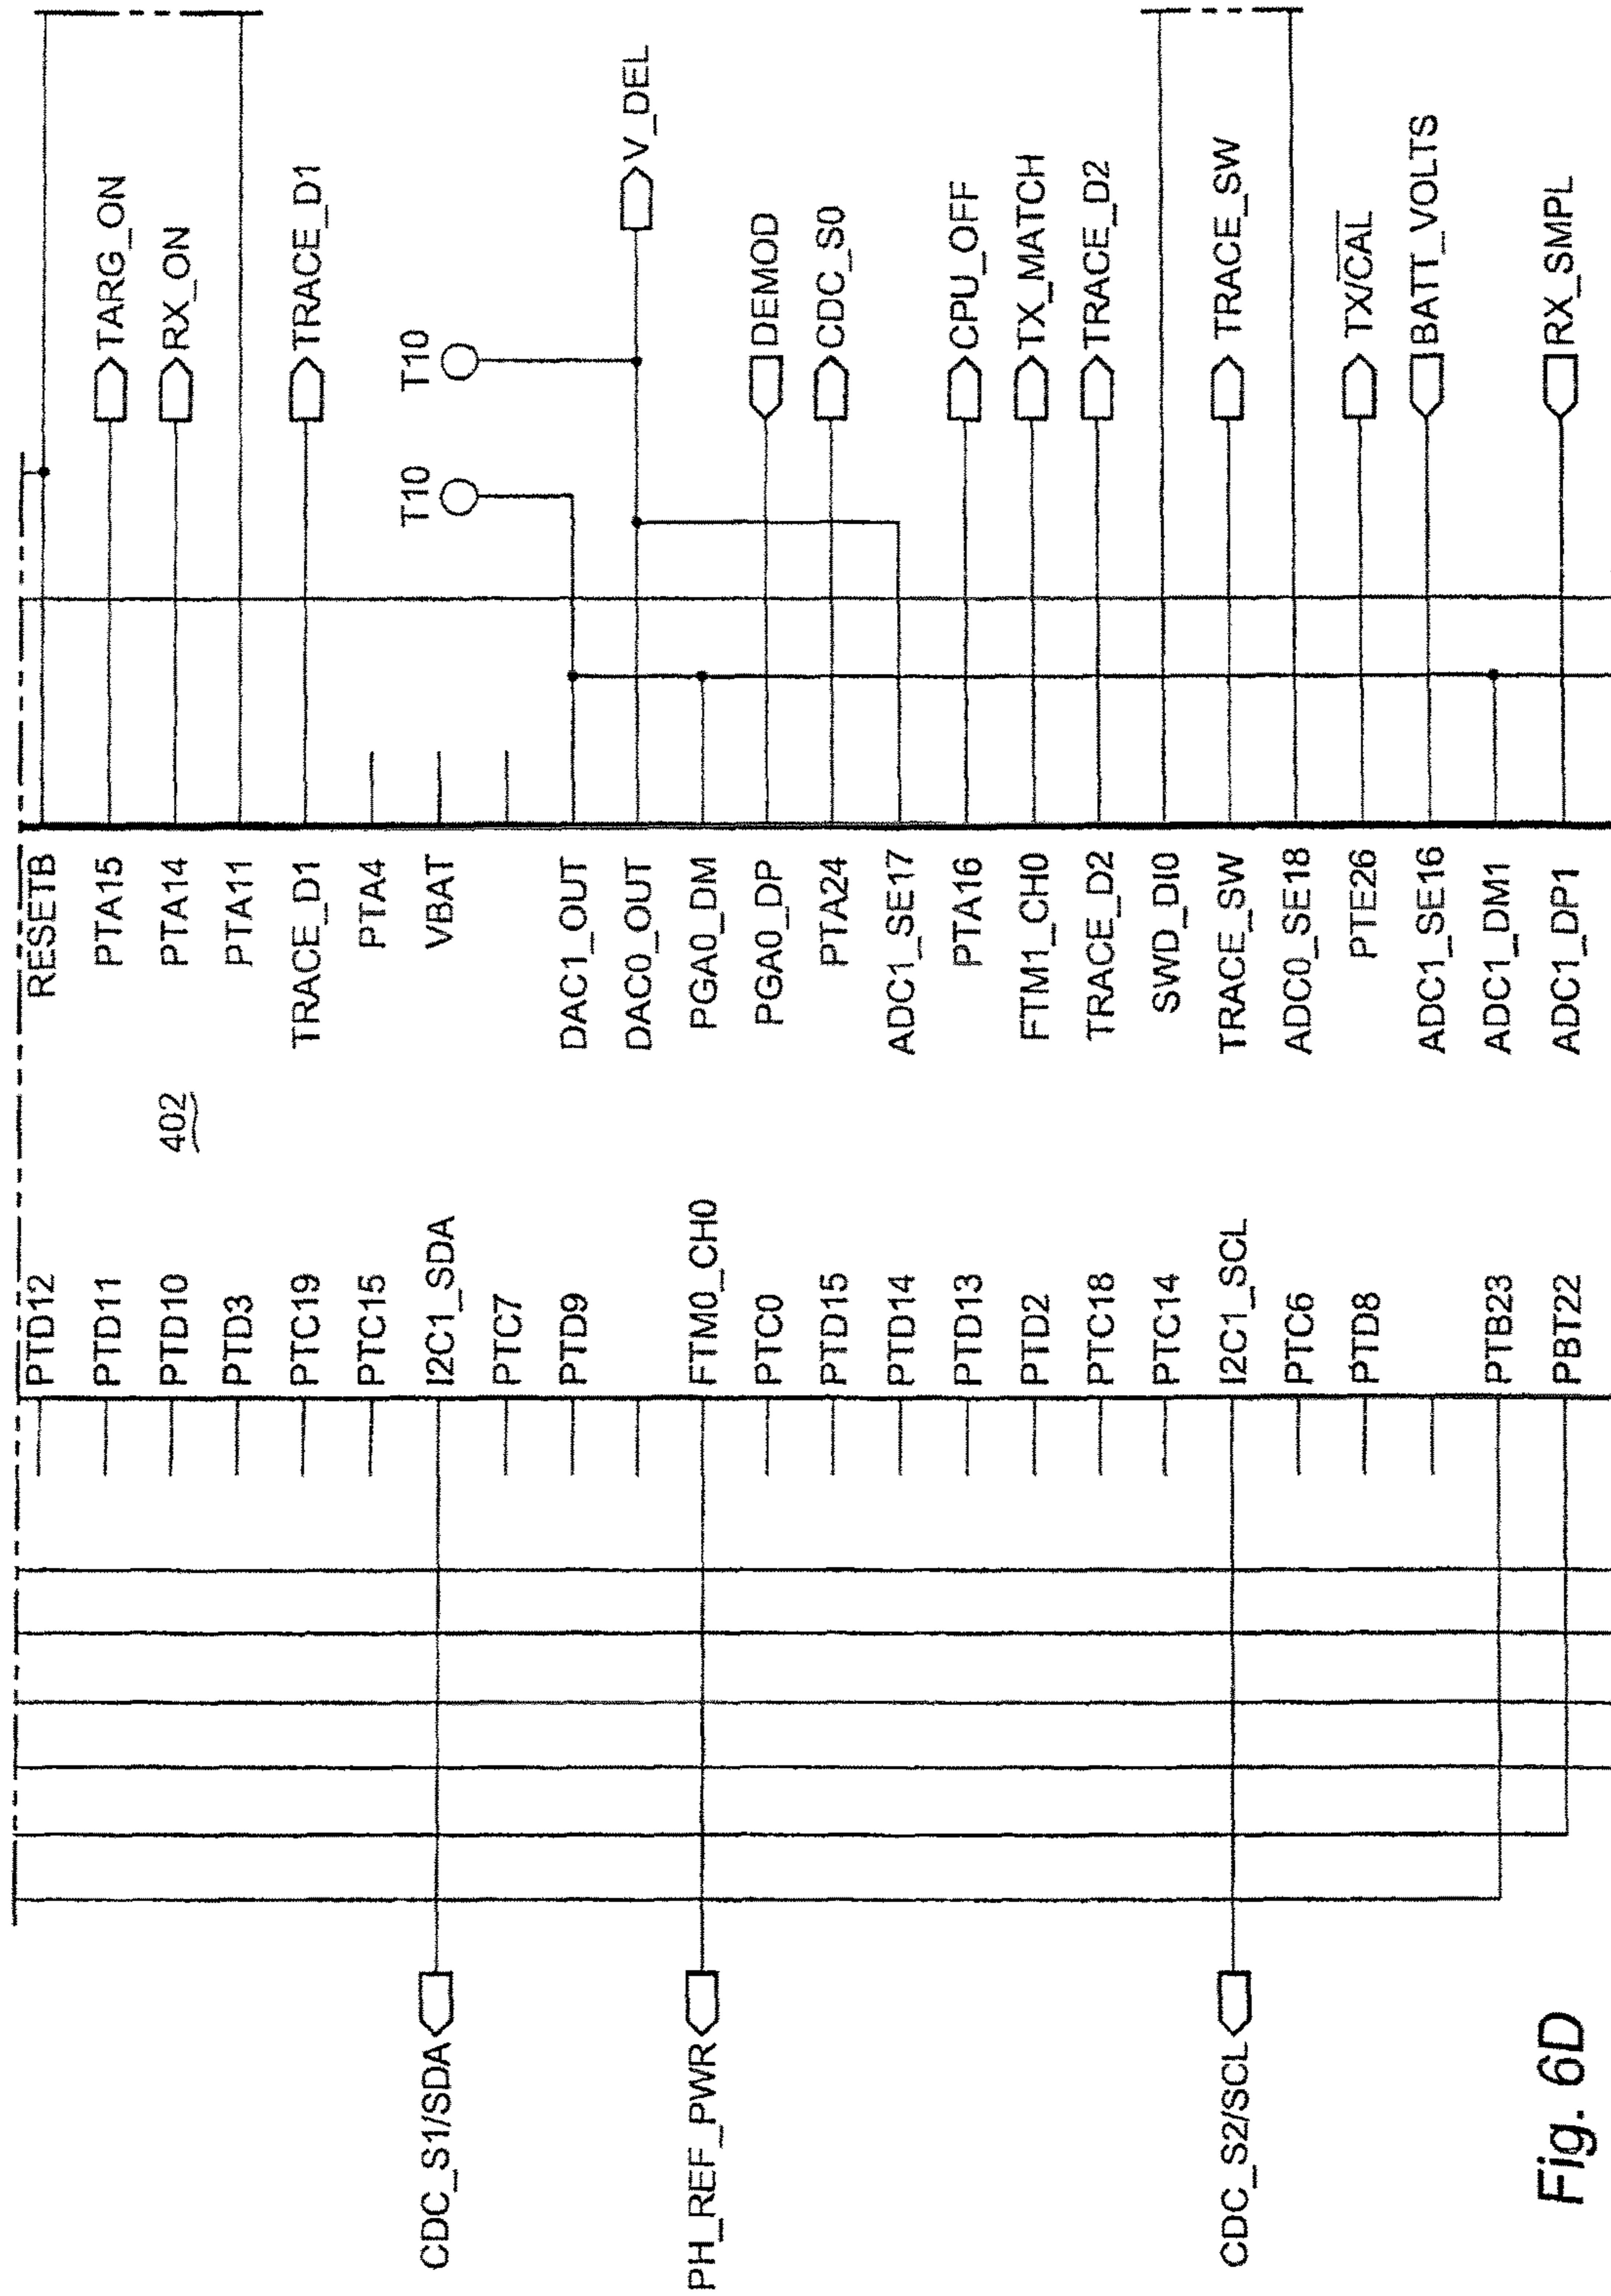 CDC_S1/SDA
PH_REF_PWR
CDC_S2/SCL
PTD12
PTD11
PTD10
PTD3
PTC19
PTC15
I2C1_SDA
PTC7
PTD9
FTM0_CH0
PTC0
PTD15
PTD14
PTD13
PTD2
PTC18
PTC14
I2C1_SCL
PTC6
PTD8
PTB23
PBT22
402
RESETB
PTA15
PTA14
PTA11
TRACE_D1
PTA4
VBAT
DAC1_OUT
DAC0_OUT
PGA0_DM
PGA0_DP
PTA24
ADC1_SE17
PTA16
FTM1_CH0
TRACE_D2
SWD_DI0
TRACE_SW
ADC0_SE18
PTE26
ADC1_SE16
ADC1_DM1
ADC1_DP1
T10
T10
TARG_ON
RX_ON
TRACE_D1
V_DEL
DEMOD
CDC_S0
CPU_OFF
TX_MATCH
TRACE_D2
TRACE_SW
TX/CAL
BATT_VOLTS
RX_SMPL
Fig. 6D